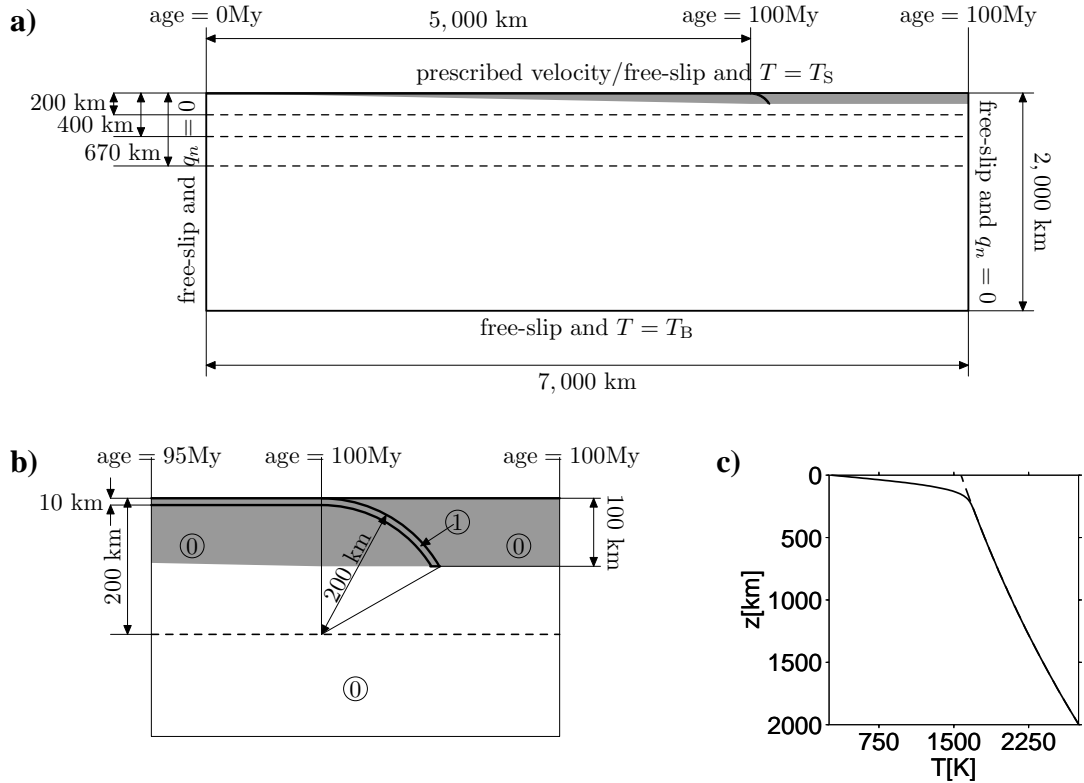 a)
age = 0My
5,000 km
age = 100My
age = 100My
prescribed velocity/free-slip and T = T_S
200 km
400 km
670 km
free-slip and q_n = 0
free-slip and q_n = 0
2,000 km
free-slip and T = T_B
7,000 km
b)
age = 95My
age = 100My
age = 100My
10 km
200 km
200 km
100 km
0
1
0
0
c)
0
500
1000
1500
2000
z[km]
750
1500
2250
T[K]